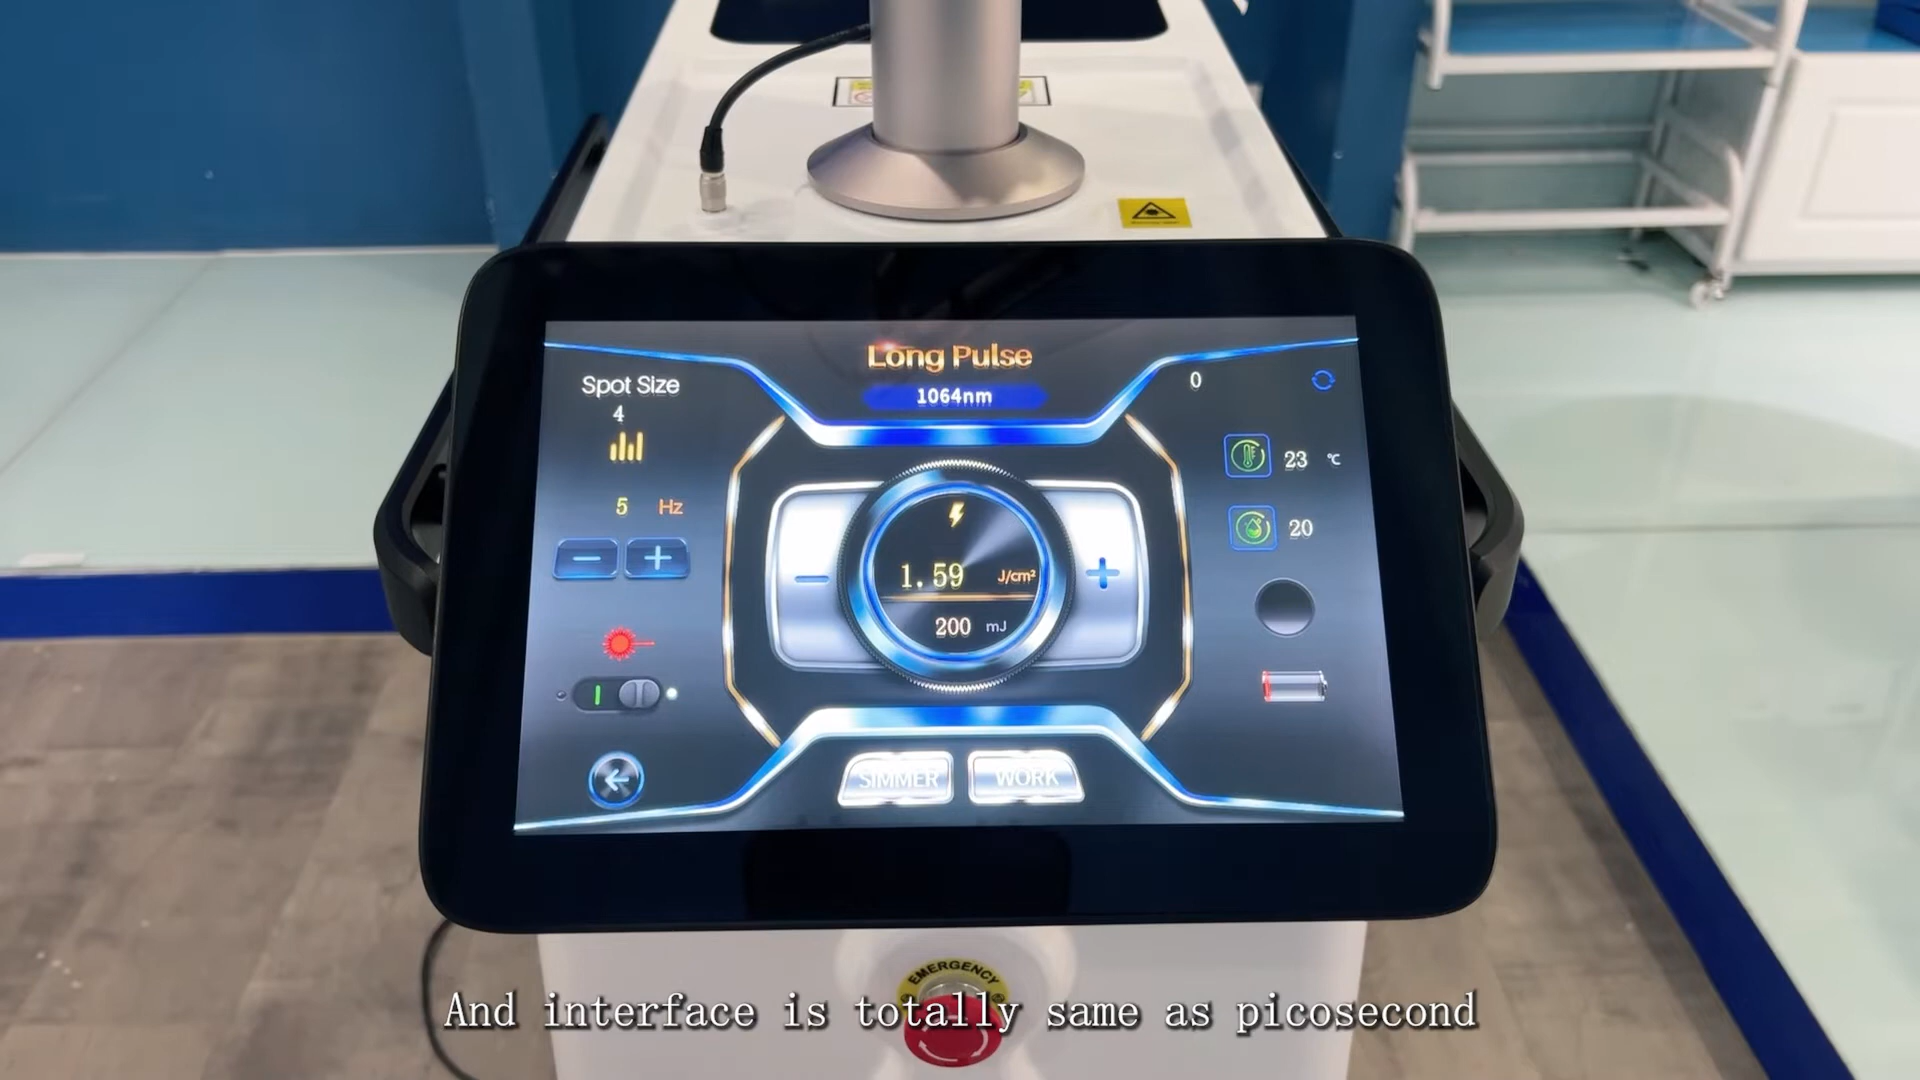 Long Pulse
1064nm
Spot Size
4
5 Hz
0
23 ℃
20
1.59 J/cm²
200 mJ
SIMMER
WORK
EMERGENCY
And interface is totally same as picosecond